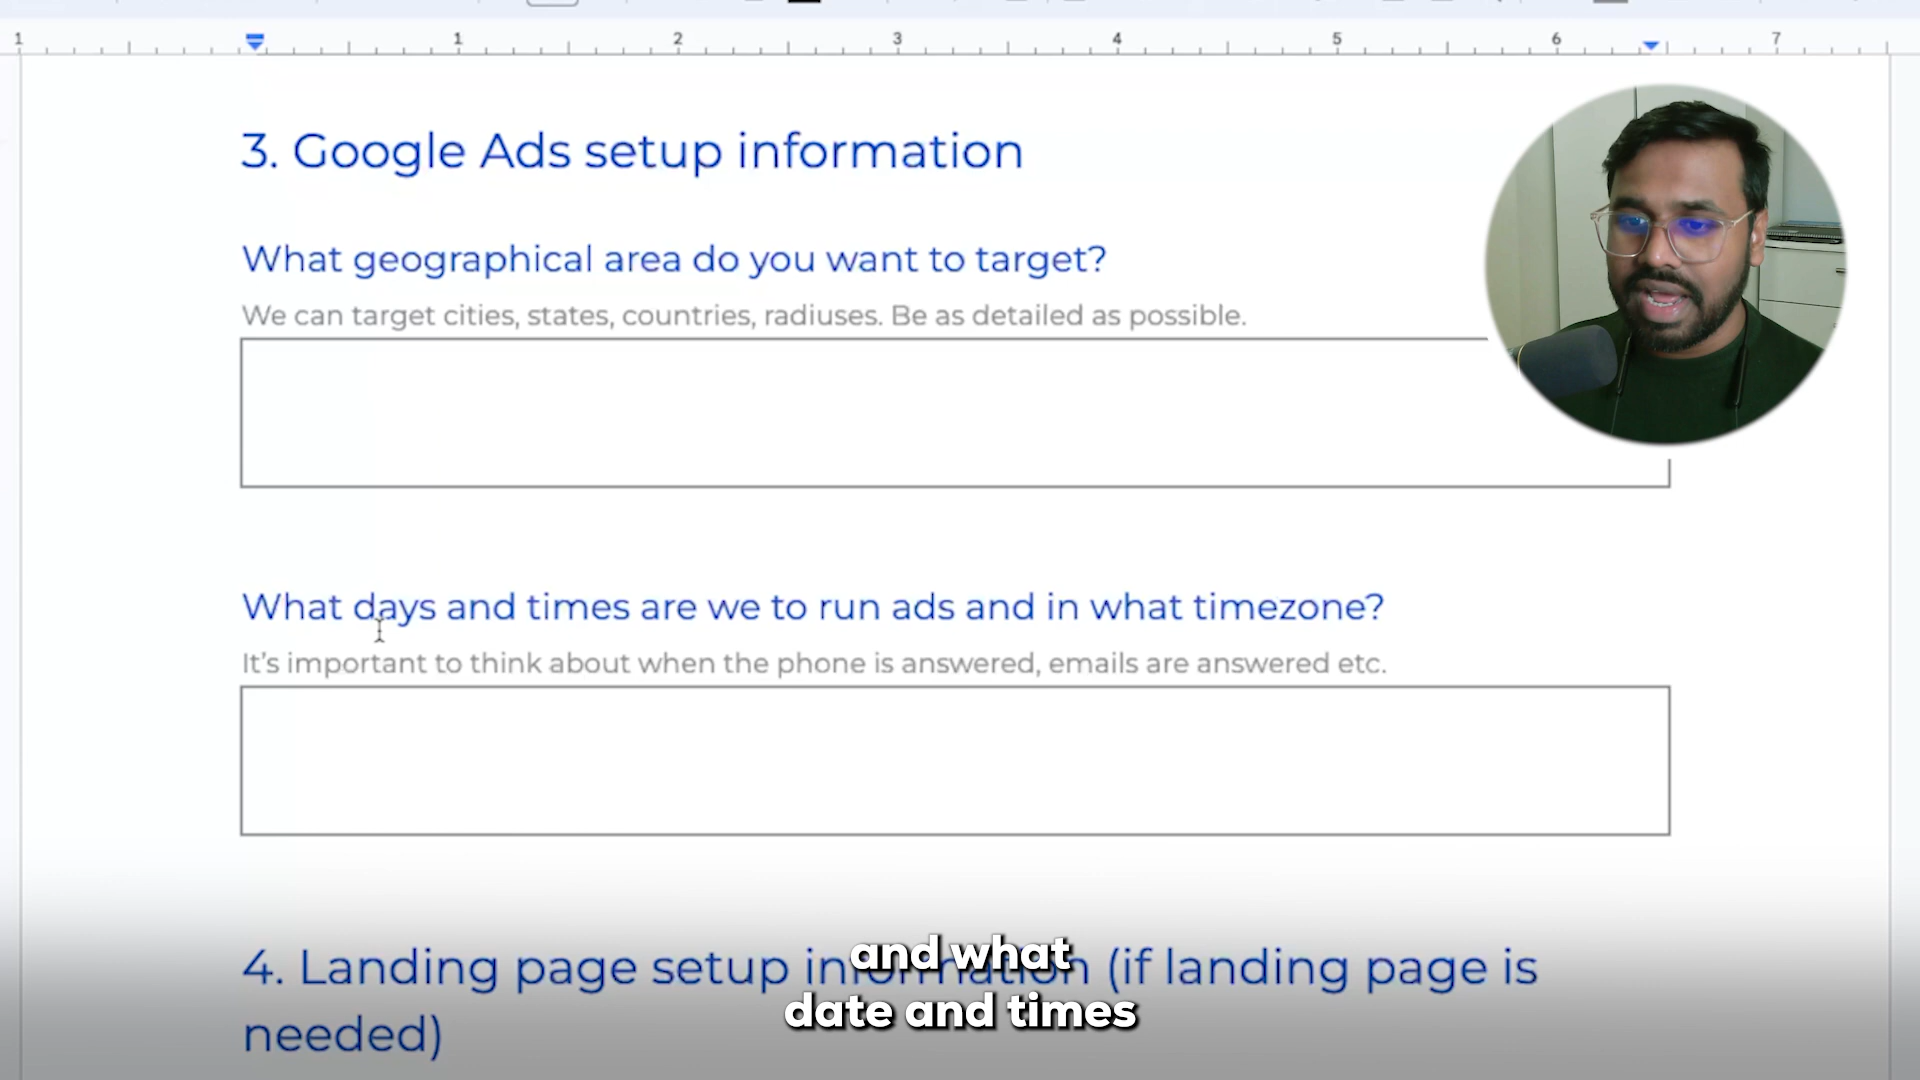 1 1 2 3 4 5 6 7
3. Google Ads setup information
What geographical area do you want to target?
We can target cities, states, countries, radiuses. Be as detailed as possible.
What days and times are we to run ads and in what timezone?
It's important to think about when the phone is answered, emails are answered etc.
4. Landing page setup information (if landing page is
needed)
and what
date and times